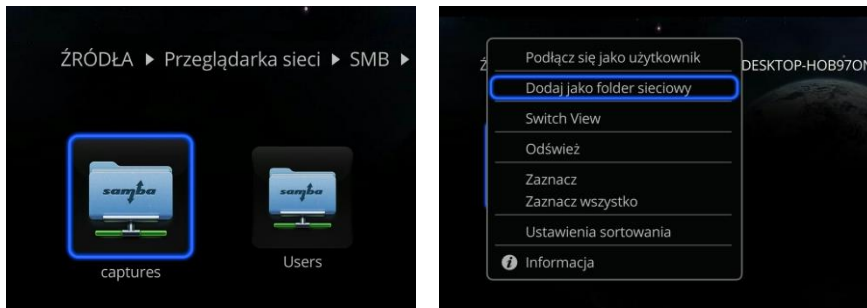 ŹRÓDŁA ▶ Przeglądarka sieci ▶ SMB ▶
samba
samba
captures
Users
Ź
DESKTOP-HOB97ON
Podłącz się jako użytkownik
Dodaj jako folder sieciowy
Switch View
Odśwież
Zaznacz
Zaznacz wszystko
Ustawienia sortowania
Informacja